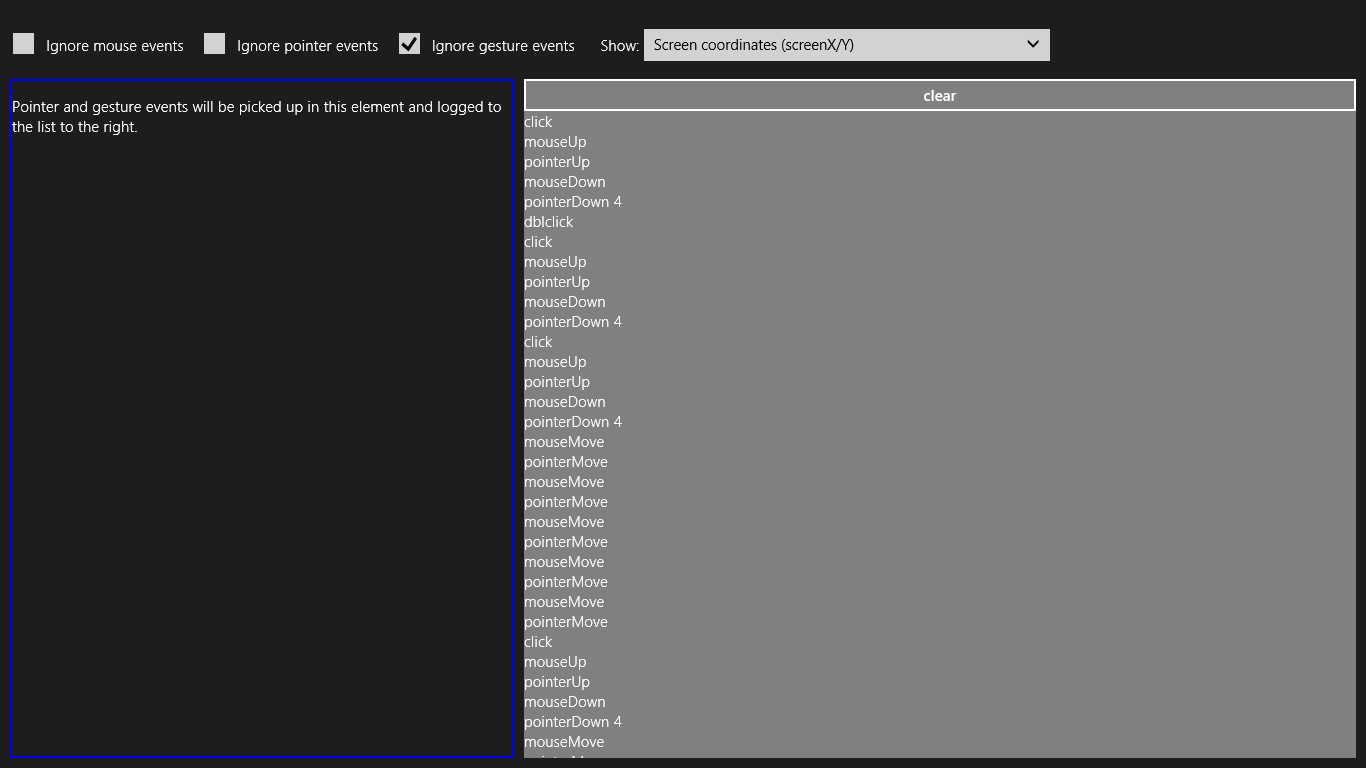 Ignore mouse events Ignore pointer events Ignore gesture events Show: Screen coordinates (screenX/Y)
Pointer and gesture events will be picked up in this element and logged to
the list to the right.
clear
click
mouseUp
pointerUp
mouseDown
pointerDown 4
dblclick
click
mouseUp
pointerUp
mouseDown
pointerDown 4
click
mouseUp
pointerUp
mouseDown
pointerDown 4
mouseMove
pointerMove
mouseMove
pointerMove
mouseMove
pointerMove
mouseMove
pointerMove
mouseMove
pointerMove
click
mouseUp
pointerUp
mouseDown
pointerDown 4
mouseMove